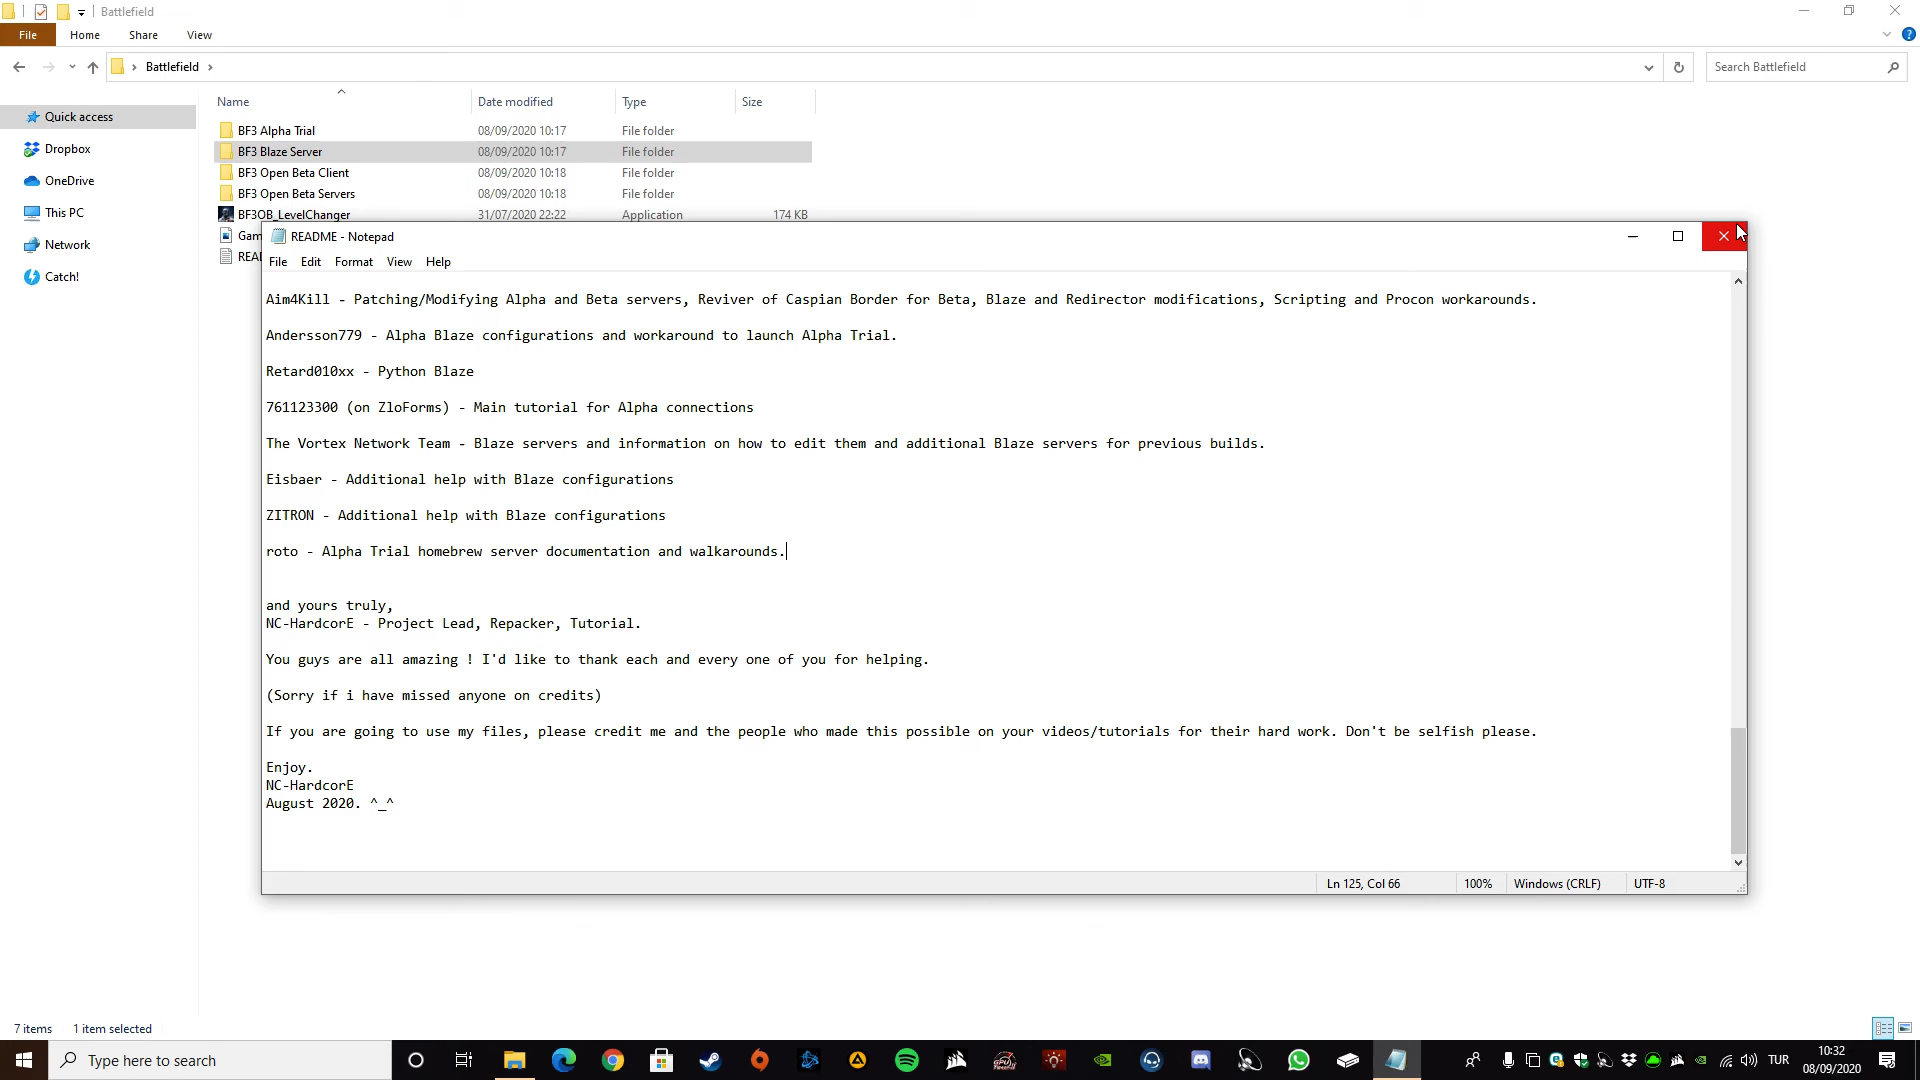 Battlefield
File
Home
Share
View
Battlefield
Search Battlefield
Quick access
Dropbox
OneDrive
This PC
Network
Catch!
Name
Date modified
Type
Size
BF3 Alpha Trial
08/09/2020 10:17
File folder
BF3 Blaze Server
08/09/2020 10:17
File folder
BF3 Open Beta Client
08/09/2020 10:18
File folder
BF3 Open Beta Servers
08/09/2020 10:18
File folder
BF3OB_LevelChanger
31/07/2020 22:22
Application
174 KB
Gam
REA
README - Notepad
File
Edit
Format
View
Help
Aim4Kill - Patching/Modifying Alpha and Beta servers, Reviver of Caspian Border for Beta, Blaze and Redirector modifications, Scripting and Procon workarounds.
Andersson779 - Alpha Blaze configurations and workaround to launch Alpha Trial.
Retard010xx - Python Blaze
761123300 (on ZloForms) - Main tutorial for Alpha connections
The Vortex Network Team - Blaze servers and information on how to edit them and additional Blaze servers for previous builds.
Eisbaer - Additional help with Blaze configurations
ZITRON - Additional help with Blaze configurations
roto - Alpha Trial homebrew server documentation and walkarounds.
and yours truly,
NC-HardcorE - Project Lead, Repacker, Tutorial.
You guys are all amazing ! I'd like to thank each and every one of you for helping.
(Sorry if i have missed anyone on credits)
If you are going to use my files, please credit me and the people who made this possible on your videos/tutorials for their hard work. Don't be selfish please.
Enjoy.
NC-HardcorE
August 2020. ^_^
Ln 125, Col 66
100%
Windows (CRLF)
UTF-8
7 items
1 item selected
Type here to search
TUR
10:32
08/09/2020